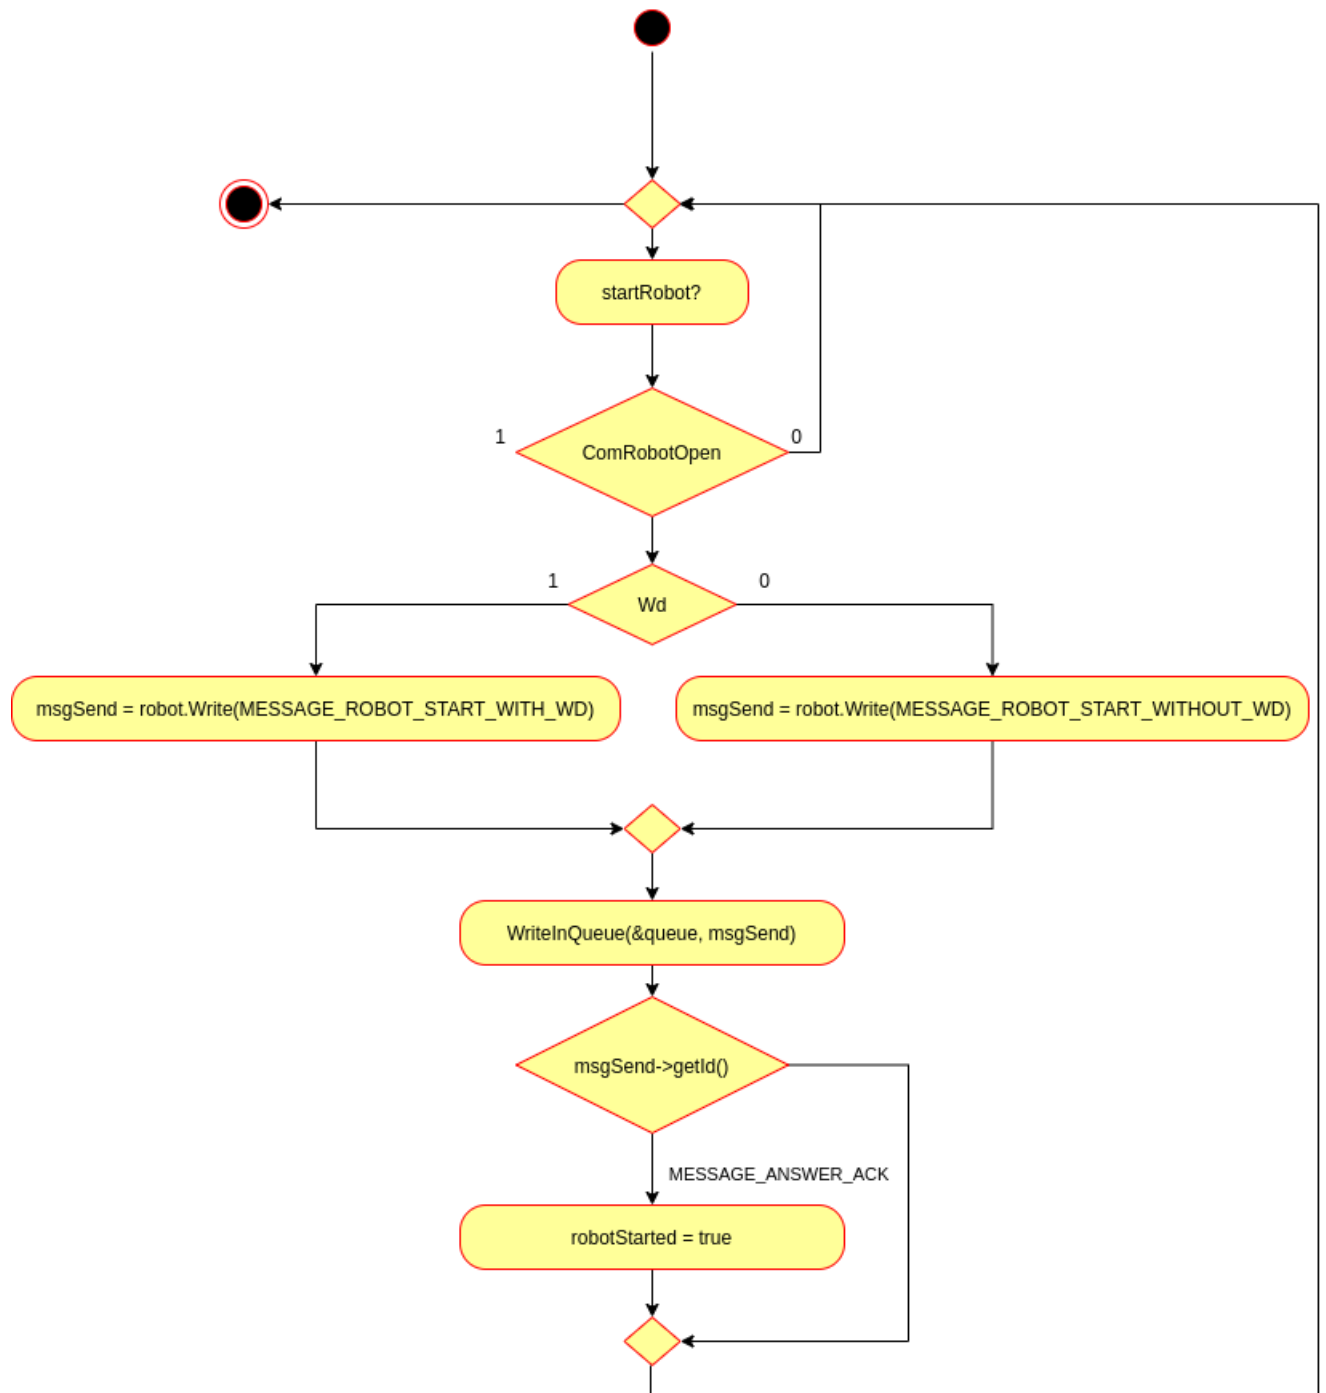 startRobot?
1
0
ComRobotOpen
1
0
Wd
msgSend = robot.Write(MESSAGE_ROBOT_START_WITH_WD)
msgSend = robot.Write(MESSAGE_ROBOT_START_WITHOUT_WD)
WriteInQueue(&queue, msgSend)
msgSend->getId()
MESSAGE_ANSWER_ACK
robotStarted = true